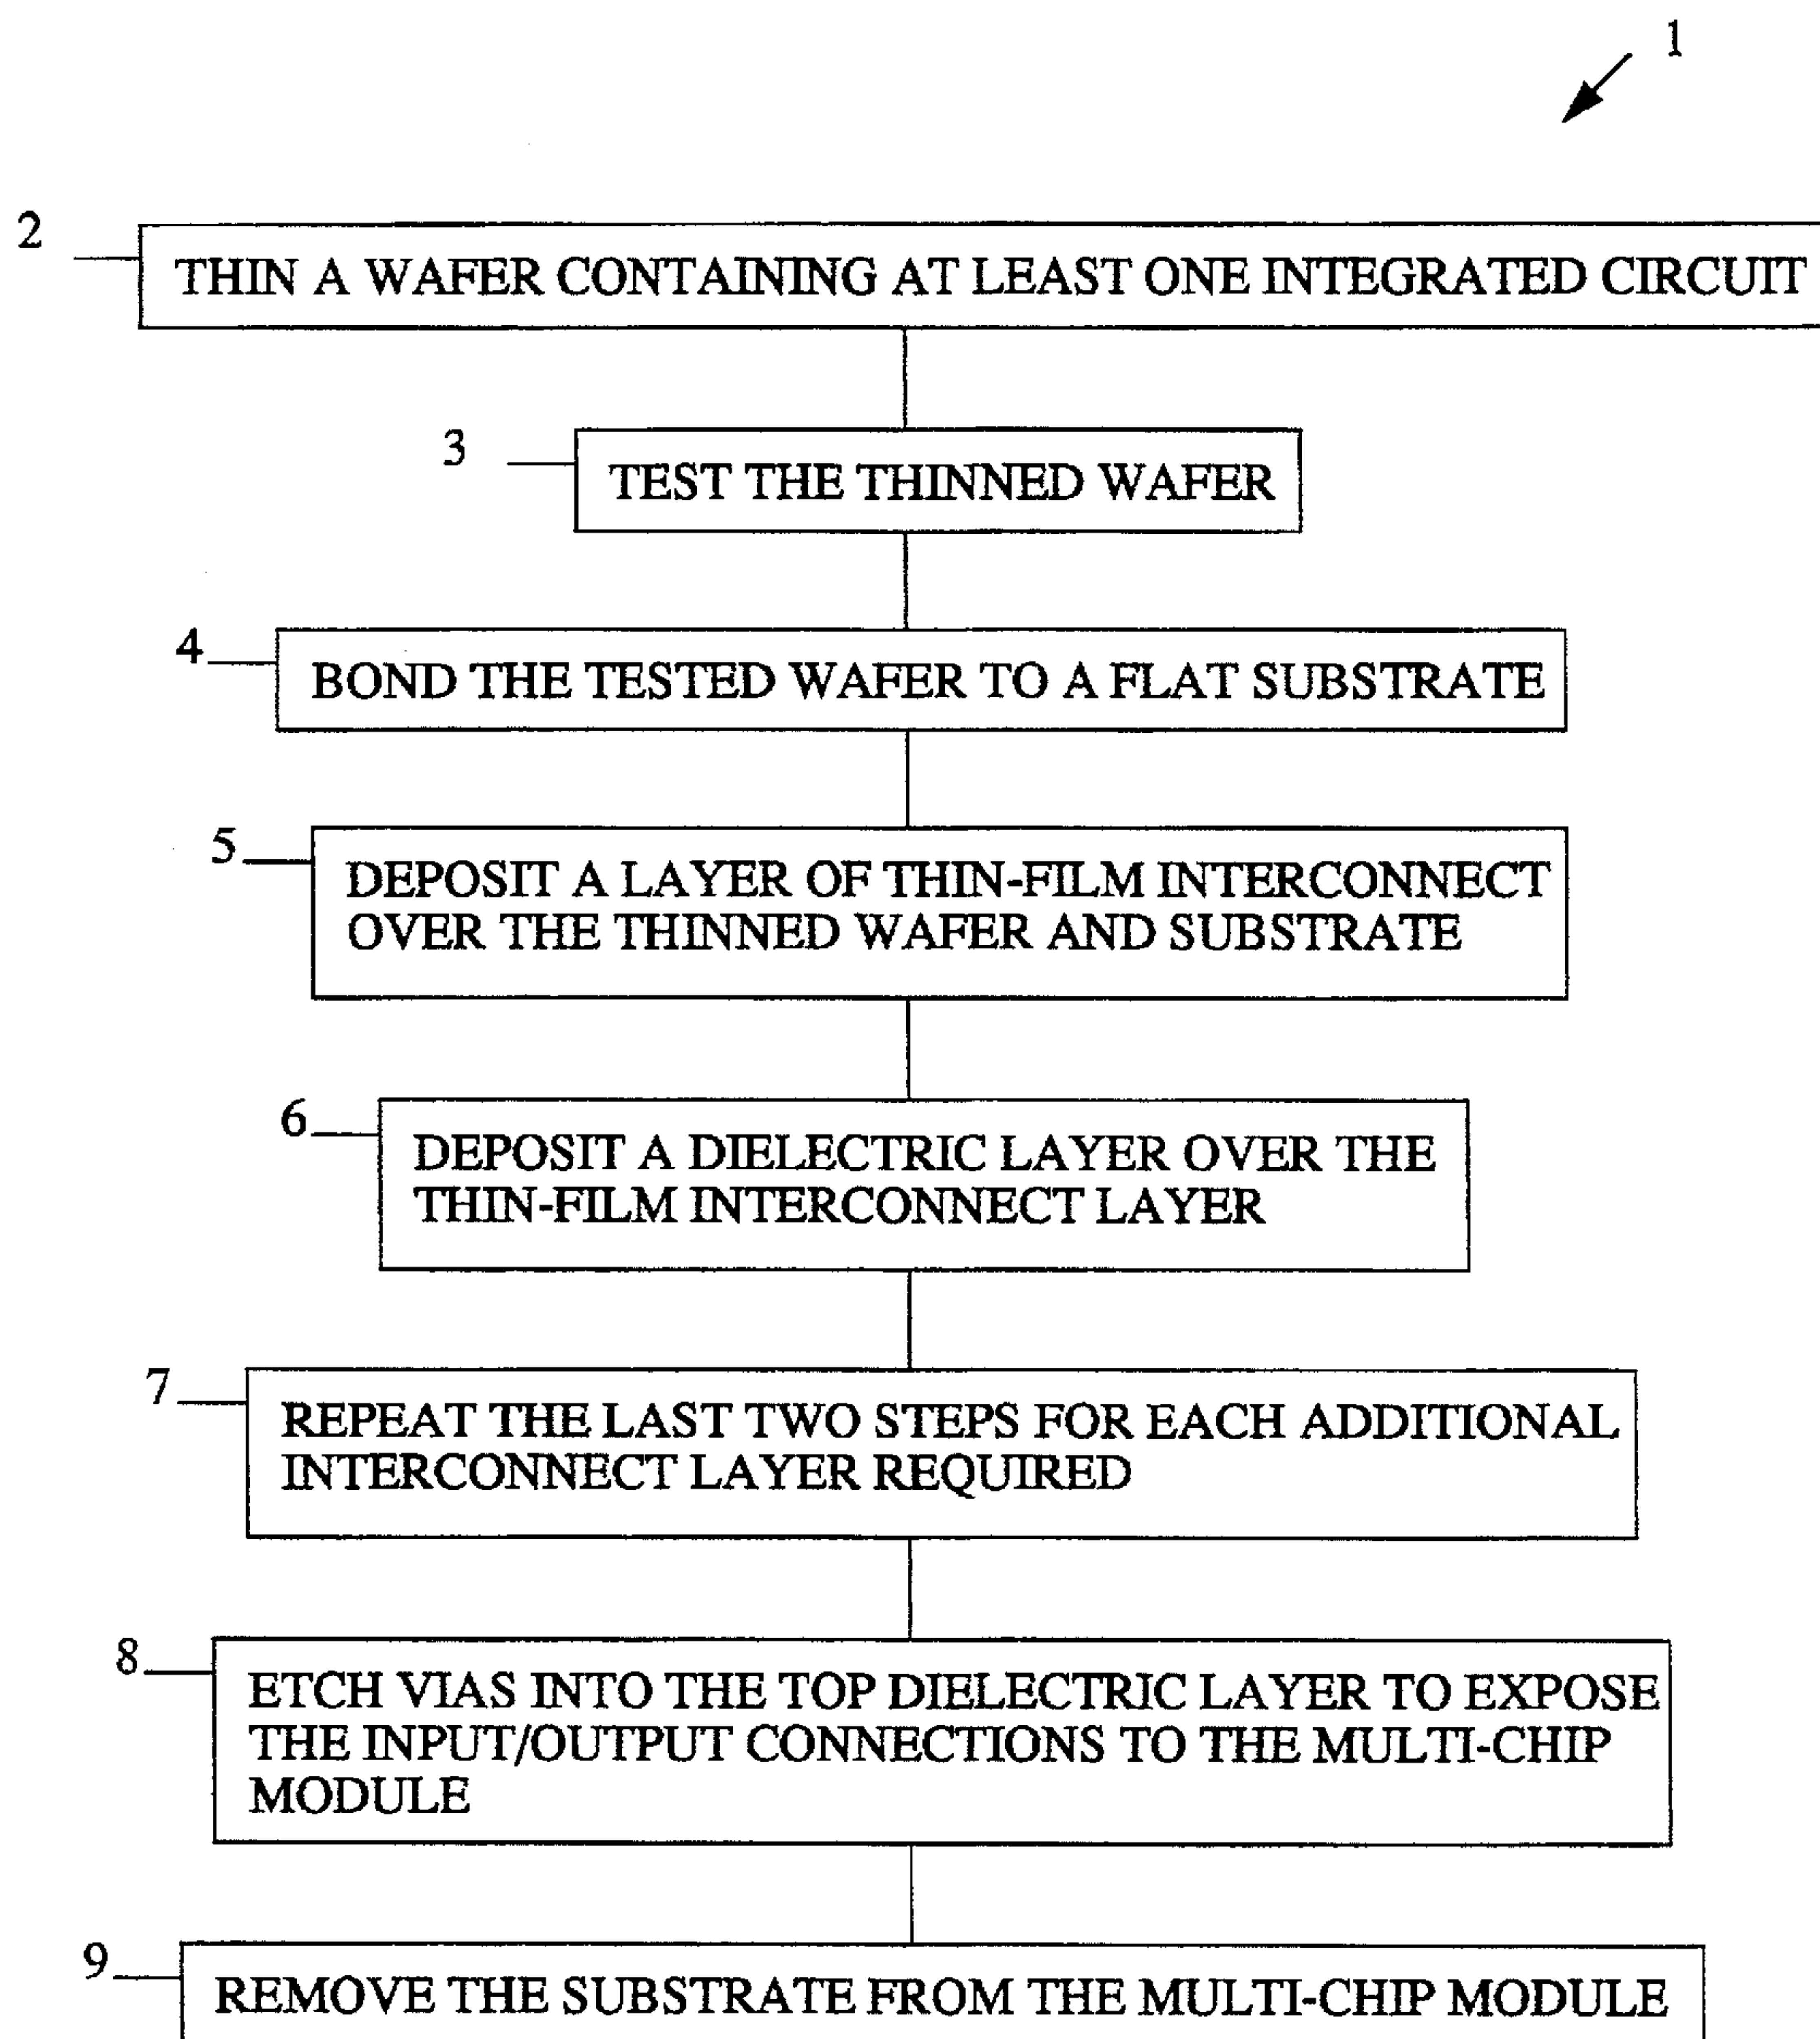 1
2
THIN A WAFER CONTAINING AT LEAST ONE INTEGRATED CIRCUIT
3
TEST THE THINNED WAFER
4
BOND THE TESTED WAFER TO A FLAT SUBSTRATE
5
DEPOSIT A LAYER OF THIN-FILM INTERCONNECT
OVER THE THINNED WAFER AND SUBSTRATE
6
DEPOSIT A DIELECTRIC LAYER OVER THE
THIN-FILM INTERCONNECT LAYER
7
REPEAT THE LAST TWO STEPS FOR EACH ADDITIONAL
INTERCONNECT LAYER REQUIRED
8
ETCH VIAS INTO THE TOP DIELECTRIC LAYER TO EXPOSE
THE INPUT/OUTPUT CONNECTIONS TO THE MULTI-CHIP
MODULE
9
REMOVE THE SUBSTRATE FROM THE MULTI-CHIP MODULE